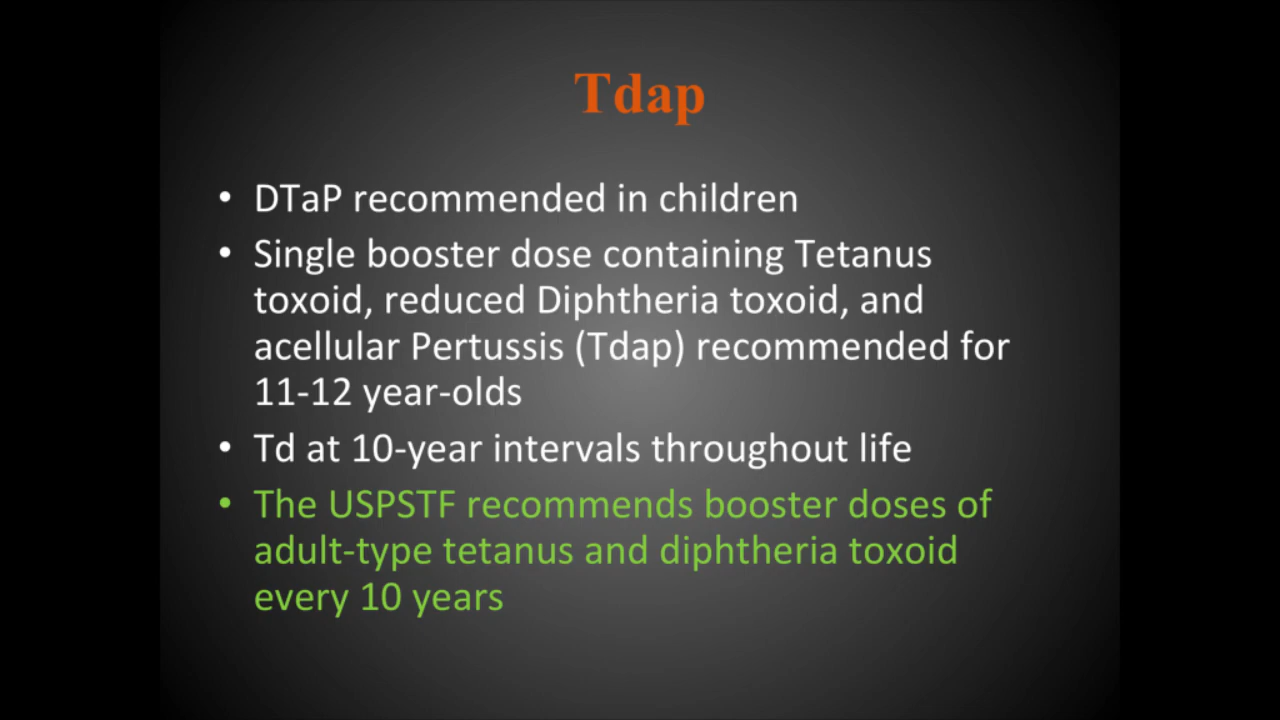 Tdap
• DTaP recommended in children
• Single booster dose containing Tetanus
toxoid, reduced Diphtheria toxoid, and
acellular Pertussis (Tdap) recommended for
11-12 year-olds
• Td at 10-year intervals throughout life
• The USPSTF recommends booster doses of
adult-type tetanus and diphtheria toxoid
every 10 years